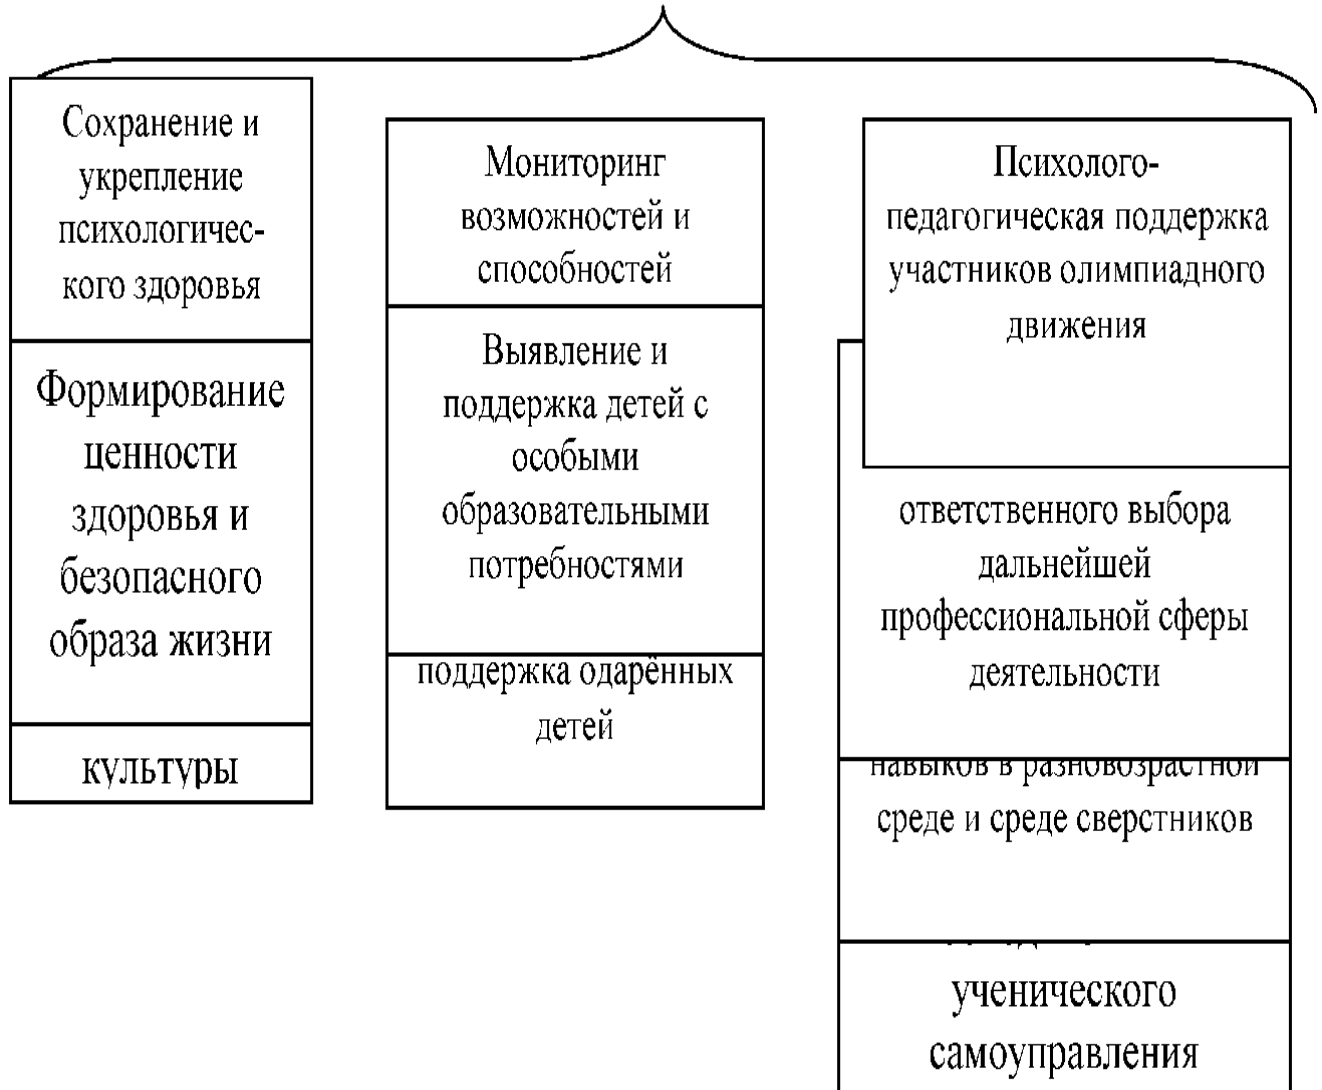 Сохранение и
укрепление
психологичес-
кого здоровья
Формирование
ценности
здоровья и
безопасного
образа жизни
культуры
Мониторинг
возможностей и
способностей
Выявление и
поддержка детей с
особыми
образовательными
потребностями
поддержка одарённых
детей
Психолого-
педагогическая поддержка
участников олимпиадного
движения
ответственного выбора
дальнейшей
профессиональной сферы
деятельности
навыков в разновозрастной
среде и среде сверстников
ученического
самоуправления